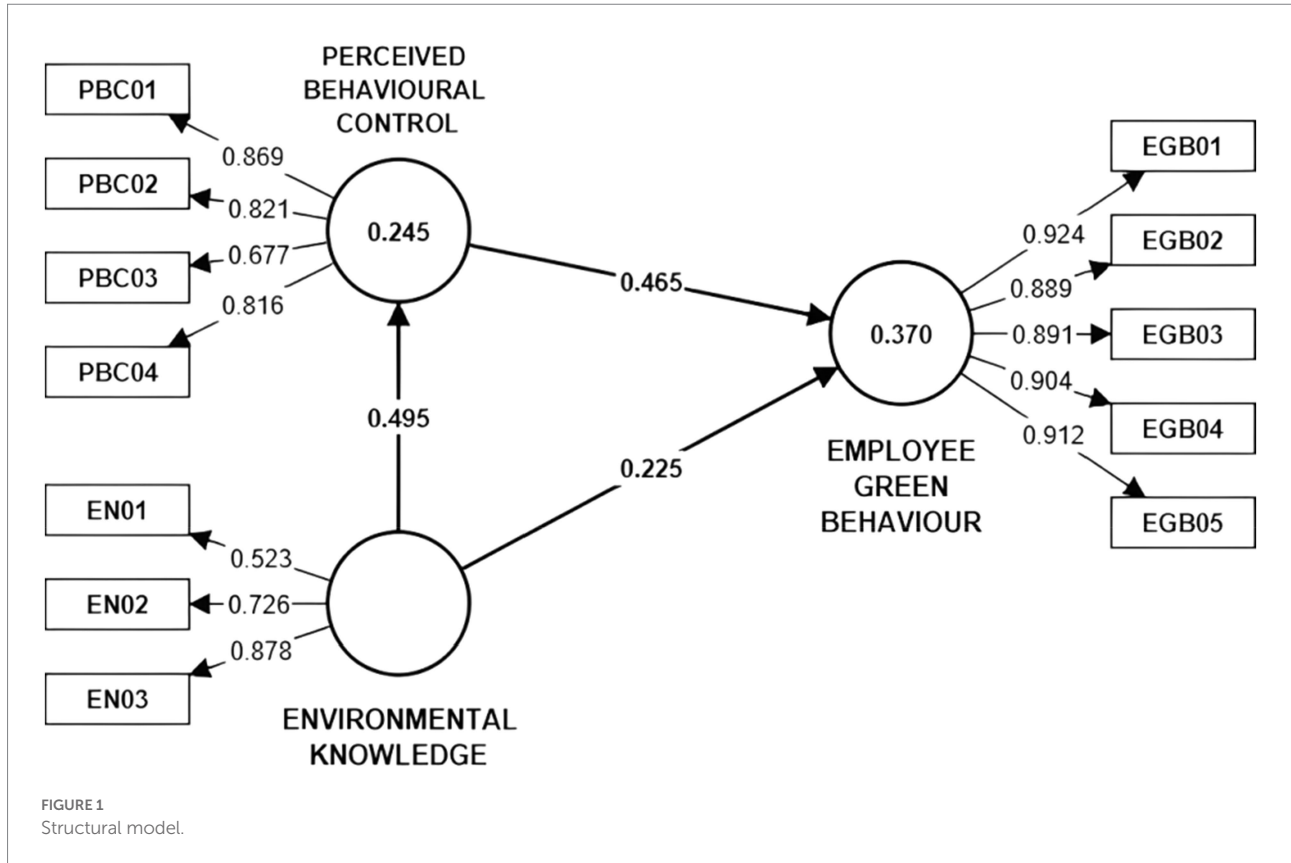 PERCEIVED
BEHAVIOURAL
CONTROL
PBC01
PBC02
PBC03
PBC04
0.869
0.821
0.677
0.816
0.245
0.465
0.495
0.225
EN01
EN02
EN03
0.523
0.726
0.878
ENVIRONMENTAL
KNOWLEDGE
0.370
EMPLOYEE
GREEN
BEHAVIOUR
0.924
0.889
0.891
0.904
0.912
EGB01
EGB02
EGB03
EGB04
EGB05
FIGURE 1
Structural model.